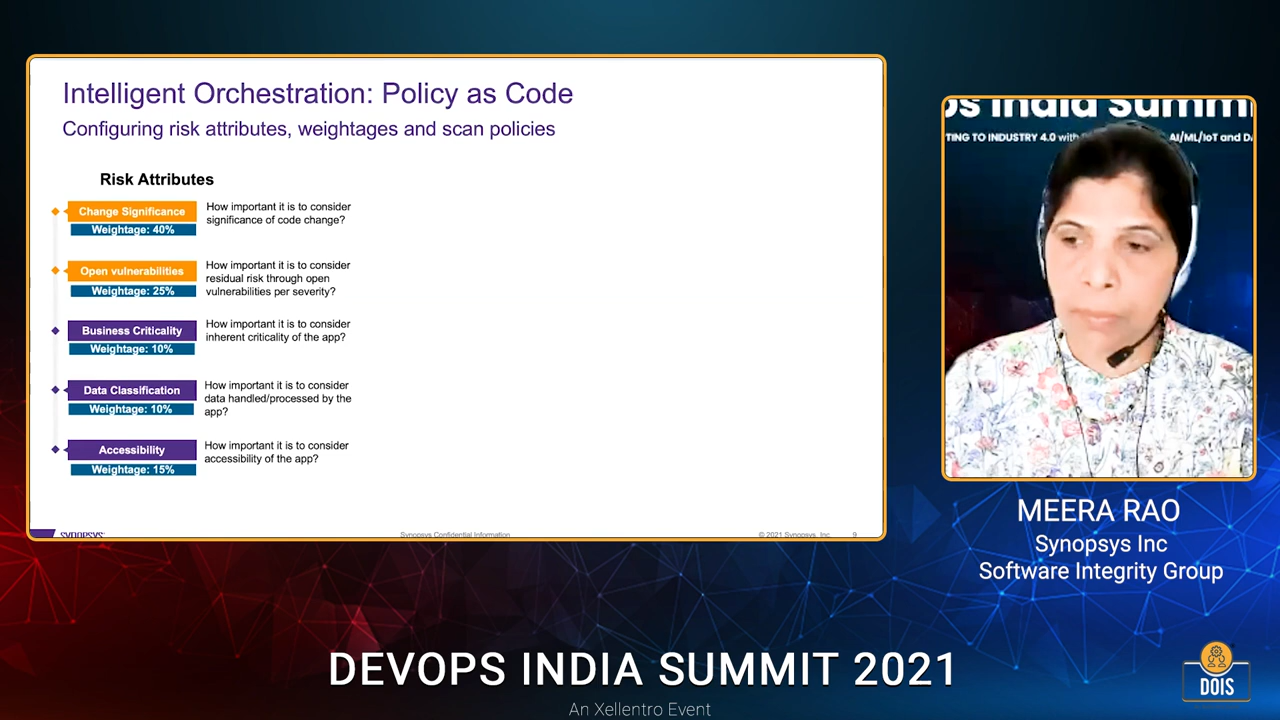 Intelligent Orchestration: Policy as Code
Configuring risk attributes, weightages and scan policies
Risk Attributes
Change Significance
Weightage: 40%
How important it is to consider
significance of code change?
Open vulnerabilities
Weightage: 25%
How important it is to consider
residual risk through open
vulnerabilities per severity?
Business Criticality
Weightage: 10%
How important it is to consider
inherent criticality of the app?
Data Classification
Weightage: 10%
How important it is to consider
data handled/processed by the
app?
Accessibility
Weightage: 15%
How important it is to consider
accessibility of the app?
SYNOPSYS
Synopsys Confidential Information
© 2021 Synopsys, Inc.
9
India Summi
TING TO INDUSTRY 4.0 with
AI/ML/IoT and DA
MEERA RAO
Synopsys Inc
Software Integrity Group
DEVOPS INDIA SUMMIT 2021
An Xellentro Event
DOIS